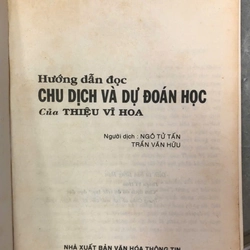 Hướng dẫn đọc
CHU DỊCH VÀ DỰ ĐOÁN HỌC
Của THIỆU VĨ HOA
Người dịch : NGÔ TỬ TẤN
TRẦN VĂN HỮU
NHÀ XUẤT BẢN VĂN HÓA THÔNG TIN